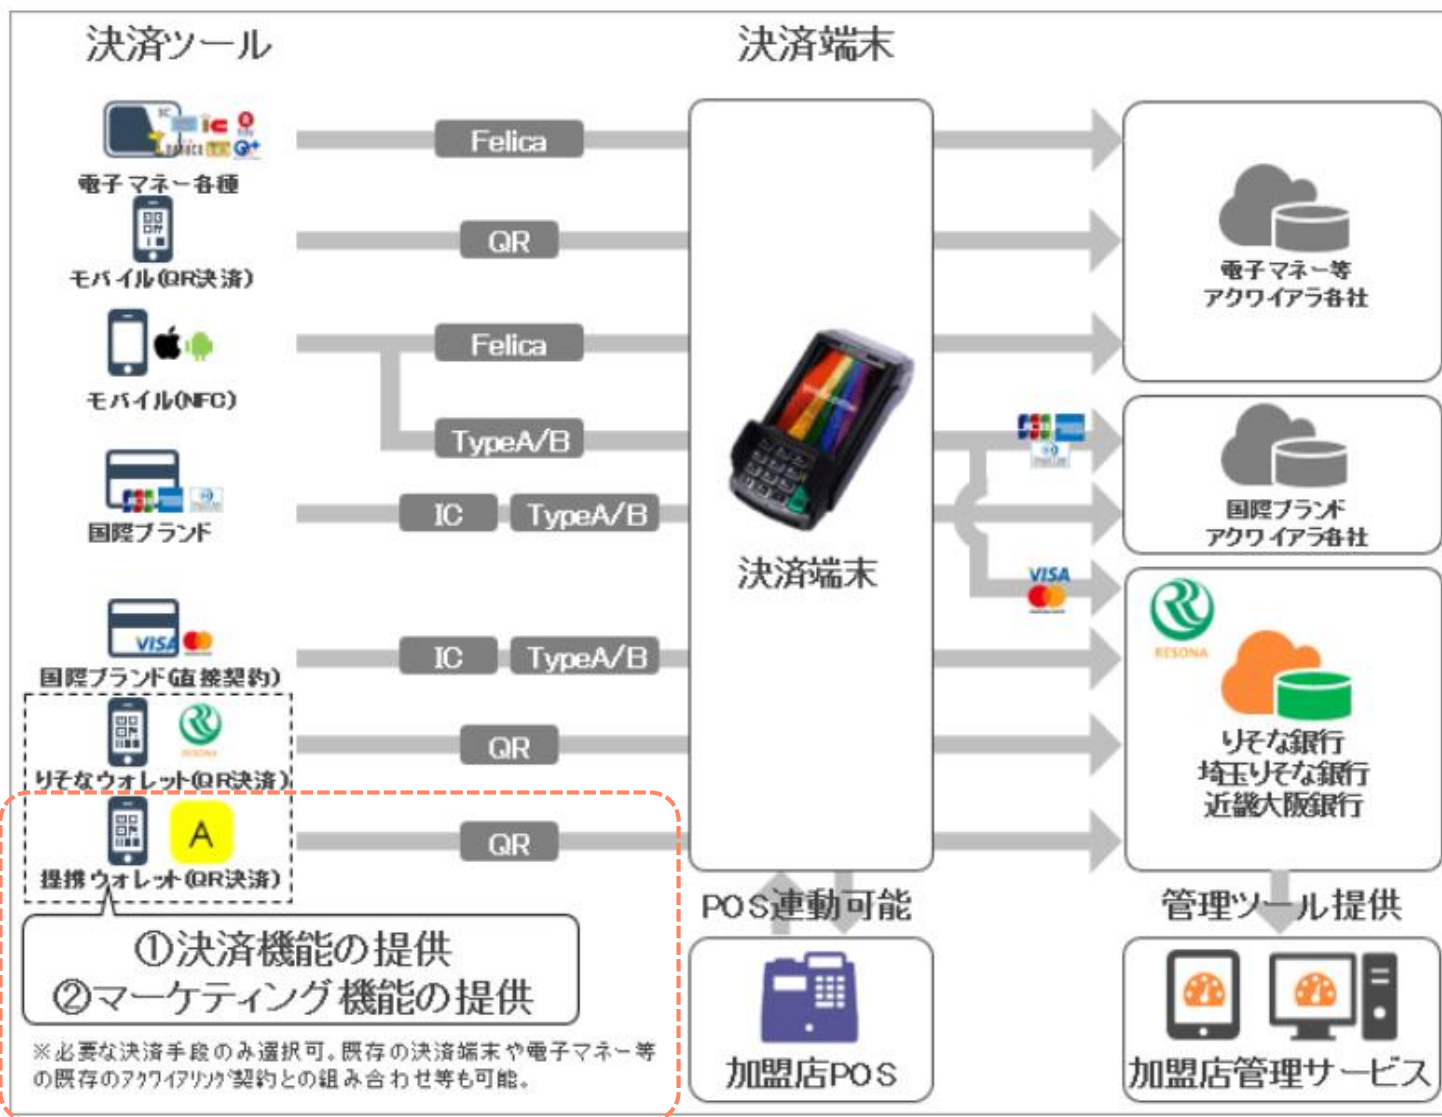 決済ツール
決済端末
電子マネー各種
Felica
モバイル(QR決済)
QR
モバイル(NFC)
Felica
TypeA/B
国際ブランド
IC
TypeA/B
VISA
国際ブランド(直接契約)
IC
TypeA/B
RESONA
りそなウォレット(QR決済)
QR
A
提携ウォレット(QR決済)
QR
①決済機能の提供
②マーケティング機能の提供
※必要な決済手段のみ選択可。既存の決済端末や電子マネー等
の既存のアクワイアリング契約との組み合わせ等も可能。
決済端末
POS連動可能
加盟店POS
電子マネー等
アクワイアラ各社
JCB
国際ブランド
アクワイアラ各社
VISA
RESONA
りそな銀行
埼玉りそな銀行
近畿大阪銀行
管理ツール提供
加盟店管理サービス